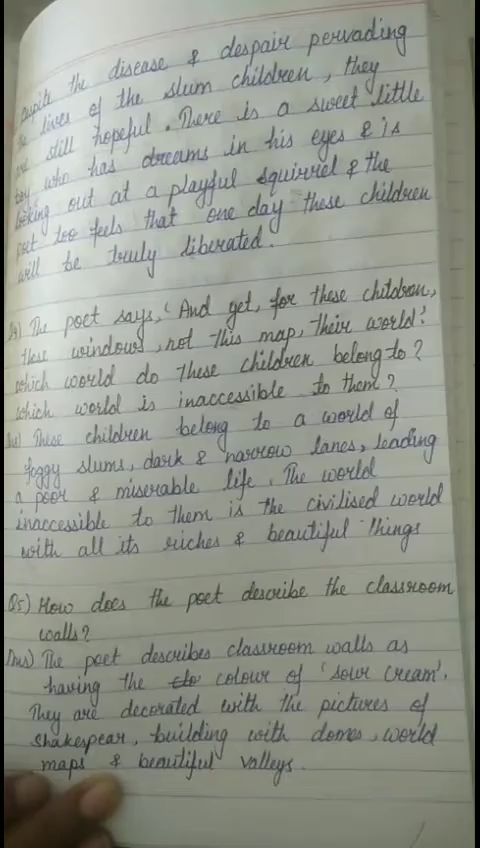 Despite the disease & despair pervading
the lives of the slum children, they
are still hopeful. There is a sweet little
boy who has dreams in his eyes & is
looking out at a playful squirrel & the
poet too feels that one day these children
will be truly liberated.
Q4) The poet says, 'And get, for these children,
these windows, not this map, their world.'
which world do these children belong to?
which world is inaccessible to them?
Ans) These children belong to a world of
foggy slums, dark & narrow lanes, leading
a poor & miserable life. The world
inaccessible to them is the civilised world
with all its riches & beautiful things
Q5) How does the poet describe the classroom
walls?
Ans) The poet describes classroom walls as
having the colour of 'sour cream'.
They are decorated with the pictures of
Shakespear, building with domes, world
maps & beautiful valleys.